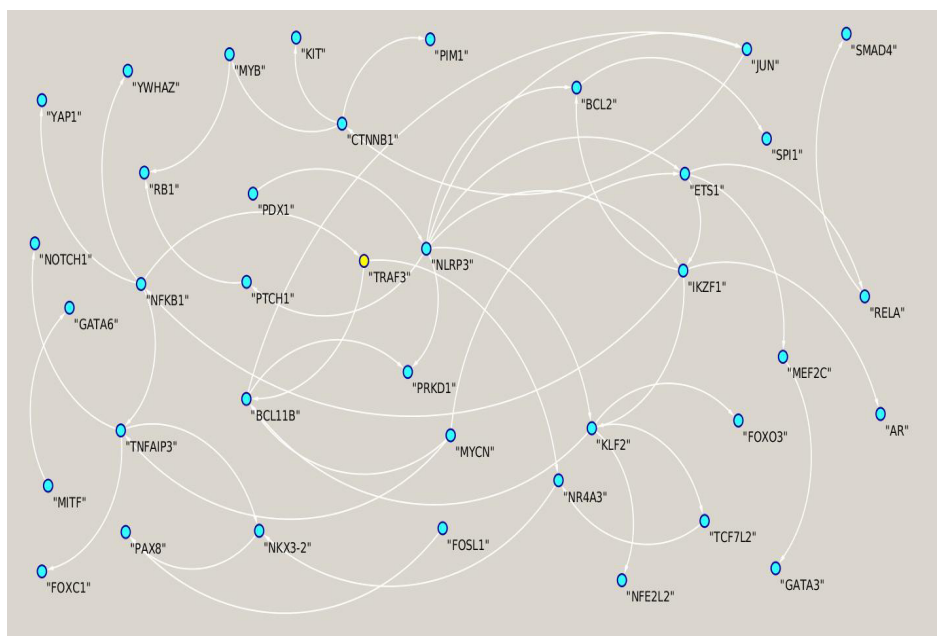 "KIT"
"PIM1"
"SMAD4"
"JUN"
"MYB"
"YWHAZ"
"BCL2"
"YAP1"
"CTNNB1"
"SPI1"
"RB1"
"ETS1"
"PDX1"
"NOTCH1"
"NLRP3"
"TRAF3"
"IKZF1"
"PTCH1"
"NFKB1"
"RELA"
"GATA6"
"MEF2C"
"PRKD1"
"BCL11B"
"AR"
"FOXO3"
"TNFAIP3"
"KLF2"
"MYCN"
"NR4A3"
"MITF"
"TCF7L2"
"FOSL1"
"NKX3-2"
"PAX8"
"GATA3"
"FOXC1"
"NFE2L2"